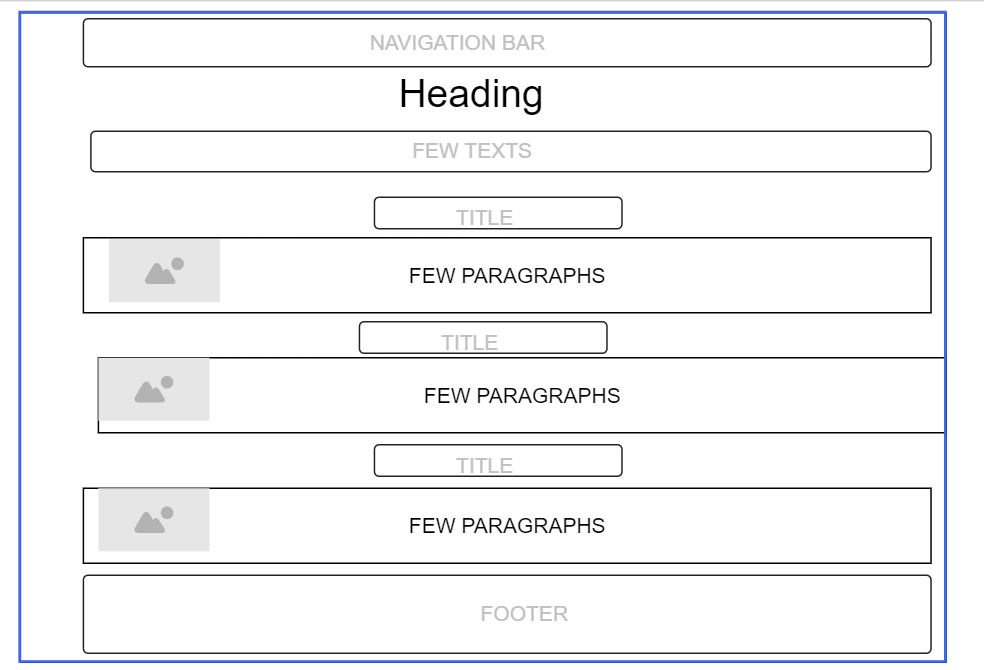 NAVIGATION BAR
Heading
FEW TEXTS
TITLE
FEW PARAGRAPHS
TITLE
FEW PARAGRAPHS
TITLE
FEW PARAGRAPHS
FOOTER